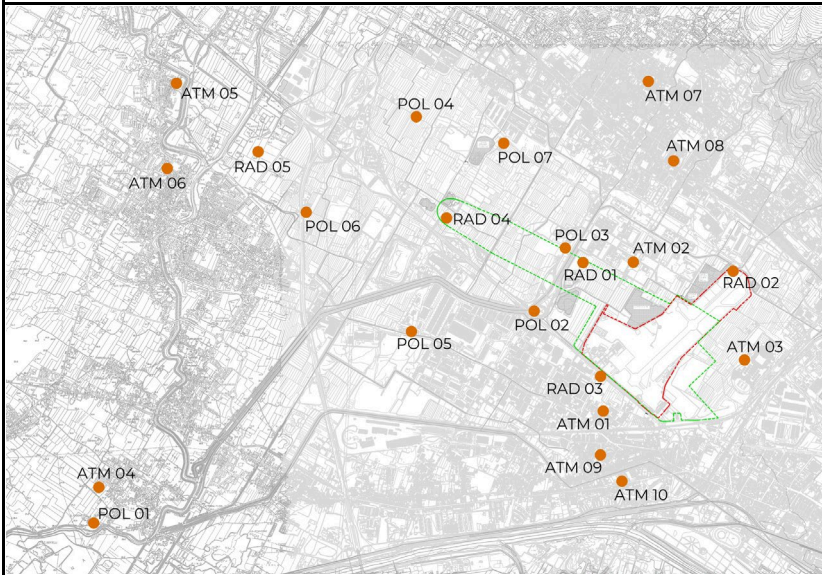 ATM 05
ATM 07
POL 04
ATM 08
POL 07
RAD 05
ATM 06
POL 06
RAD 04
POL 03
ATM 02
RAD 01
RAD 02
POL 02
POL 05
ATM 03
RAD 03
ATM 01
ATM 09
ATM 04
ATM 10
POL 01